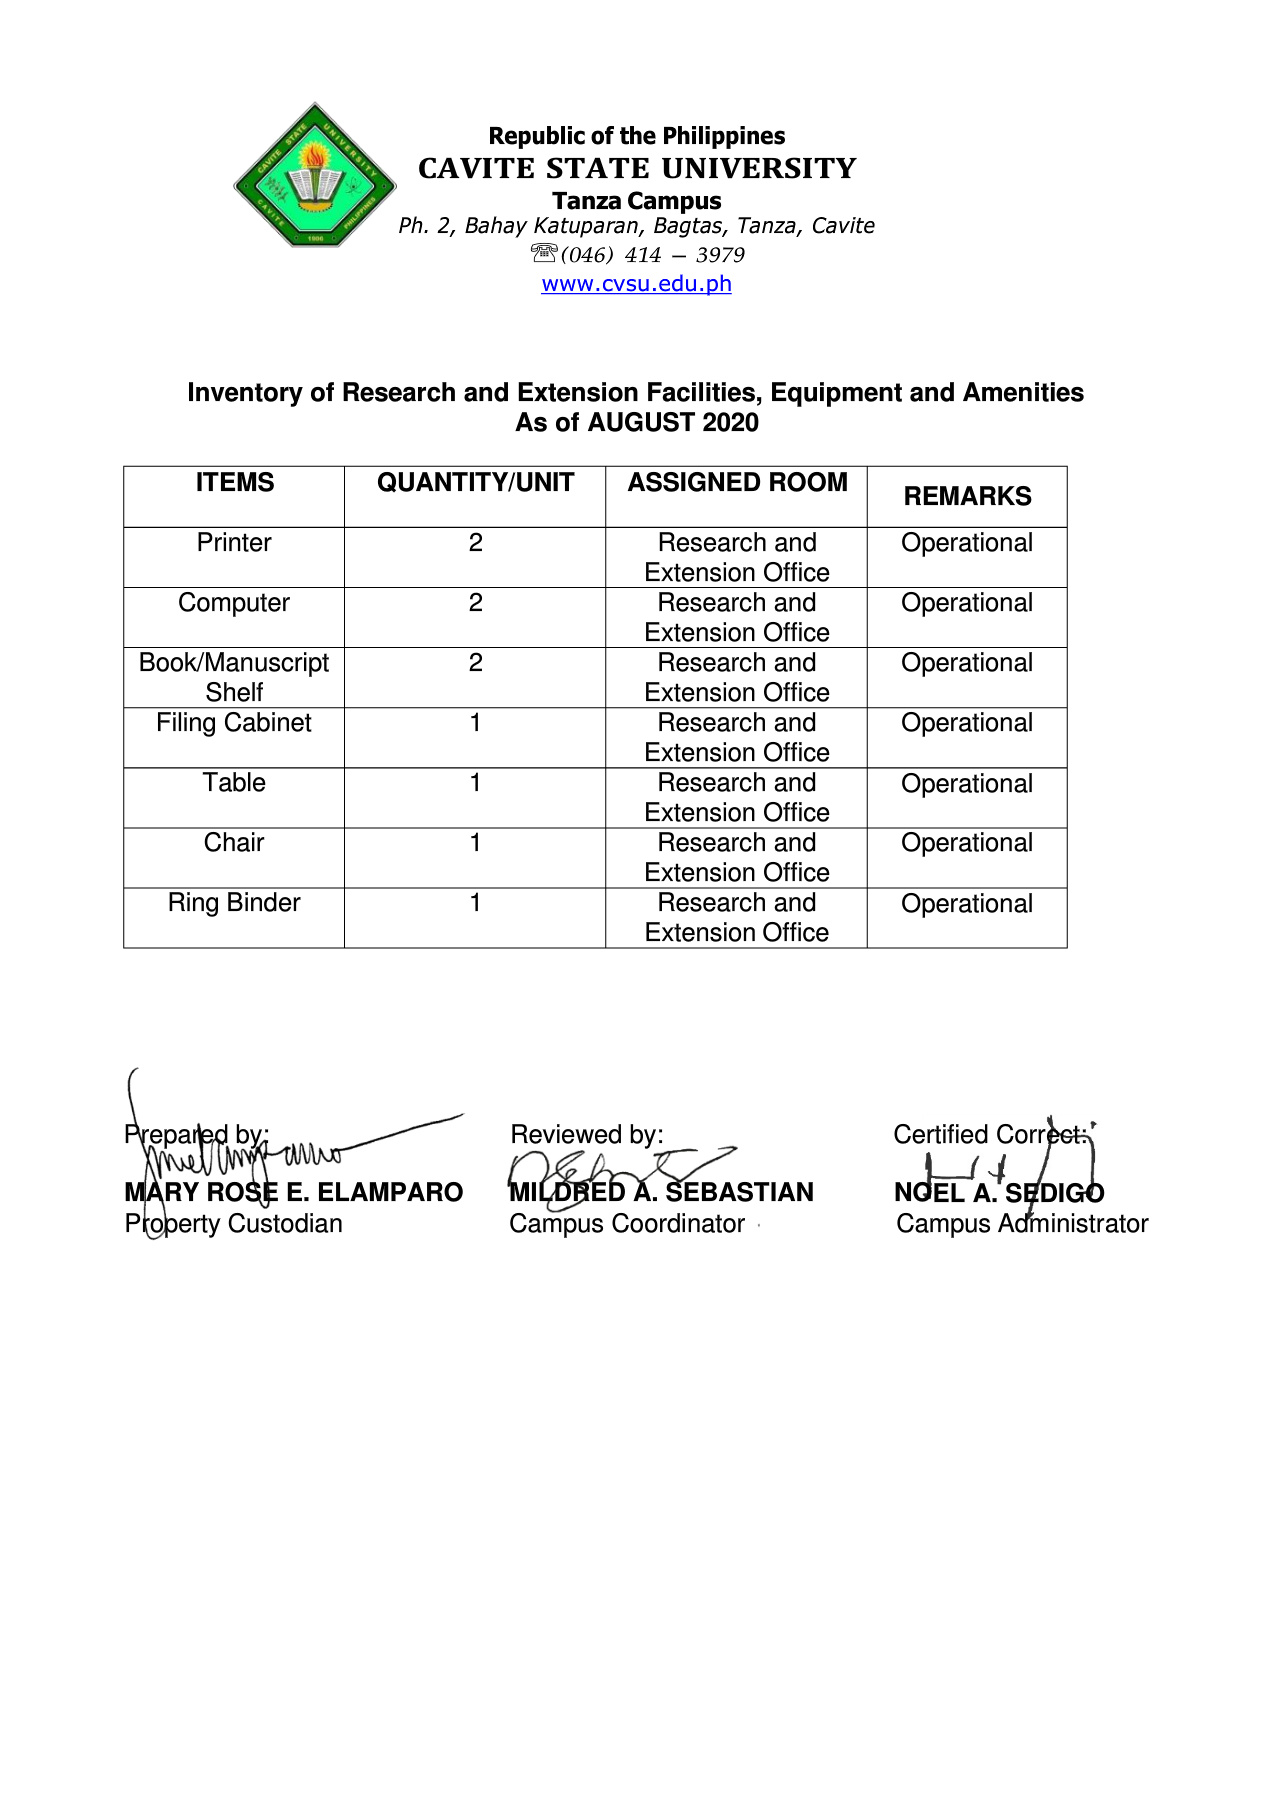 CAVITE STATE UNIVERSITY
CAVITE PHILIPPINES
1906
Republic of the Philippines
CAVITE STATE UNIVERSITY
Tanza Campus
Ph. 2, Bahay Katuparan, Bagtas, Tanza, Cavite
☏(046) 414 – 3979
www.cvsu.edu.ph
Inventory of Research and Extension Facilities, Equipment and Amenities
As of AUGUST 2020
ITEMS QUANTITY/UNIT ASSIGNED ROOM REMARKS
Printer 2 Research and Operational
Extension Office
Computer 2 Research and Operational
Extension Office
Book/Manuscript 2 Research and Operational
Shelf Extension Office
Filing Cabinet 1 Research and Operational
Extension Office
Table 1 Research and Operational
Extension Office
Chair 1 Research and Operational
Extension Office
Ring Binder 1 Research and Operational
Extension Office
Prepared by: Reviewed by: Certified Correct:
MARY ROSE E. ELAMPARO MILDRED A. SEBASTIAN NOEL A. SEDIGO
Property Custodian Campus Coordinator Campus Administrator